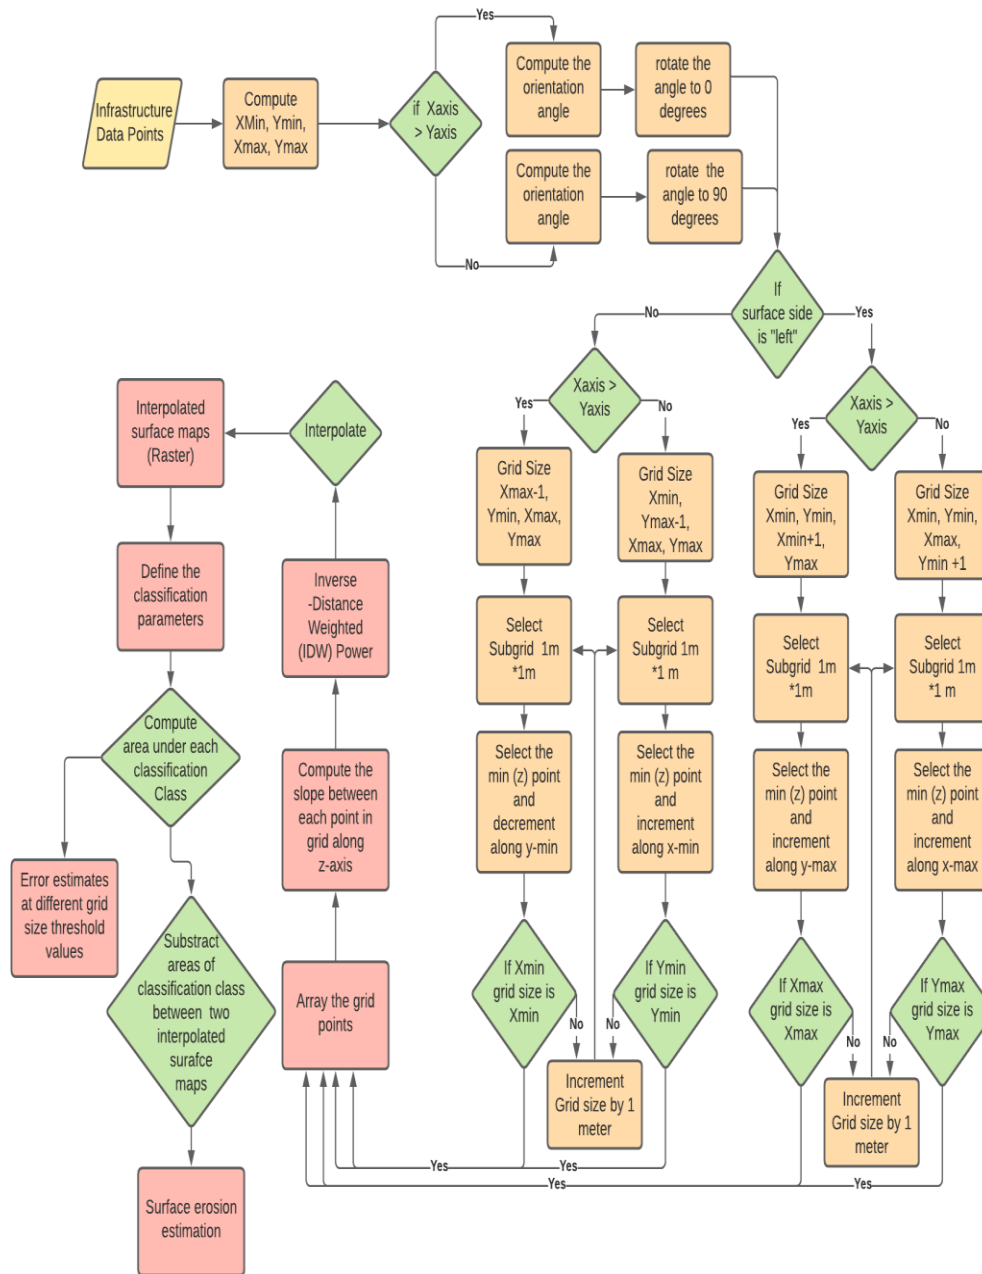 Yes
Infrastructure
Data Points
Compute
XMin, Ymin,
Xmax, Ymax
if Xaxis
> Yaxis
Compute the
orientation
angle
rotate the
angle to 0
degrees
Compute the
orientation
angle
rotate the
angle to 90
degrees
No
If
surface side
is "left"
No
Yes
Xaxis >
Yaxis
Yes
No
Xaxis >
Yaxis
Yes
No
Grid Size
Xmax-1,
Ymin, Xmax,
Ymax
Grid Size
Xmin,
Ymax-1,
Xmax, Ymax
Grid Size
Xmin, Ymin,
Xmin+1,
Ymax
Grid Size
Xmin, Ymin,
Xmax,
Ymin +1
Select
Subgrid 1m
*1m
Select
Subgrid 1m
*1 m
Select
Subgrid 1m
*1m
Select
Subgrid 1m
*1 m
Select the
min (z) point
and
decrement
along y-min
Select the
min (z) point
and
increment
along x-min
Select the
min (z) point
and
increment
along y-max
Select the
min (z) point
and
increment
along x-max
If Xmin
grid size is
Xmin
If Ymin
grid size is
Ymin
If Xmax
grid size is
Xmax
If Ymax
grid size is
Ymax
No
No
No
No
Increment
Grid size by 1
meter
Increment
Grid size by 1
meter
Yes
Yes
Yes
Yes
Array the grid
points
Compute the
slope between
each point in
grid along
z-axis
Inverse
-Distance
Weighted
(IDW) Power
Interpolate
Interpolated
surface maps
(Raster)
Define the
classification
parameters
Compute
area under each
classification
Class
Error estimates
at different grid
size threshold
values
Substract
areas of
classification class
between two
interpolated
surafce
maps
Surface erosion
estimation